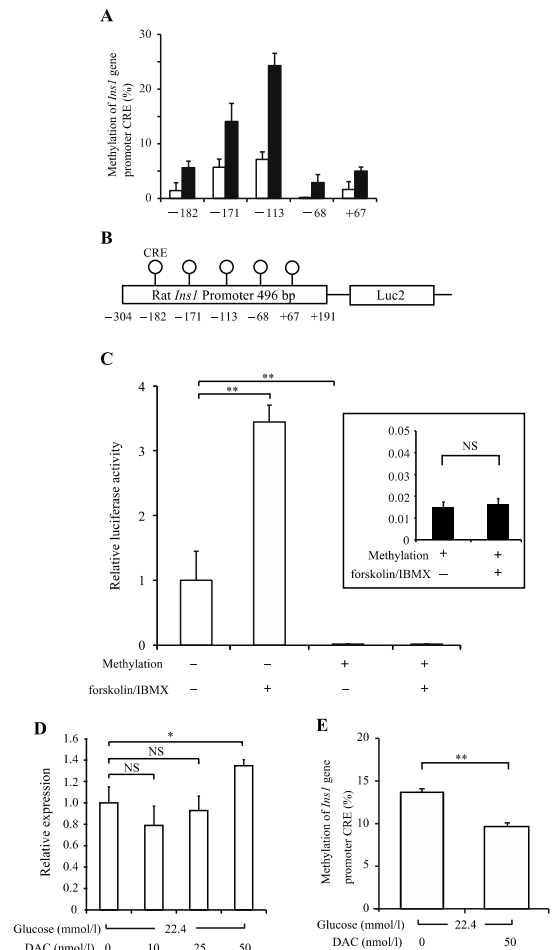 A
Methylation of Ins1 gene
promoter CRE (%)
30
20
10
0
−182 −171 −113 −68 +67
B
CRE
Rat Ins1 Promoter 496 bp Luc2
−304 −182 −171 −113 −68 +67 +191
C
Relative luciferase activity
4
3
2
1
0
**
**
Methylation − − + +
forskolin/IBMX − + − +
0.05
0.04
0.03
0.02
0.01
0
NS
Methylation + +
forskolin/IBMX − +
D
Relative expression
1.6
1.4
1.2
1.0
0.8
0.6
0.4
0.2
0
*
NS
NS
Glucose (mmol/l) 22.4
DAC (nmol/l) 0 10 25 50
E
Methylation of Ins1 gene
promoter CRE (%)
20
15
10
5
0
**
Glucose (mmol/l) 22.4
DAC (nmol/l) 0 50